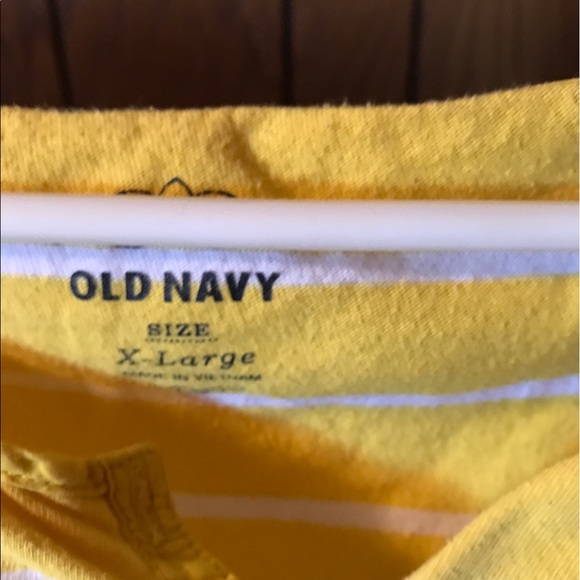 OLD NAVY
SIZE
X-Large
MADE IN VIETNAM